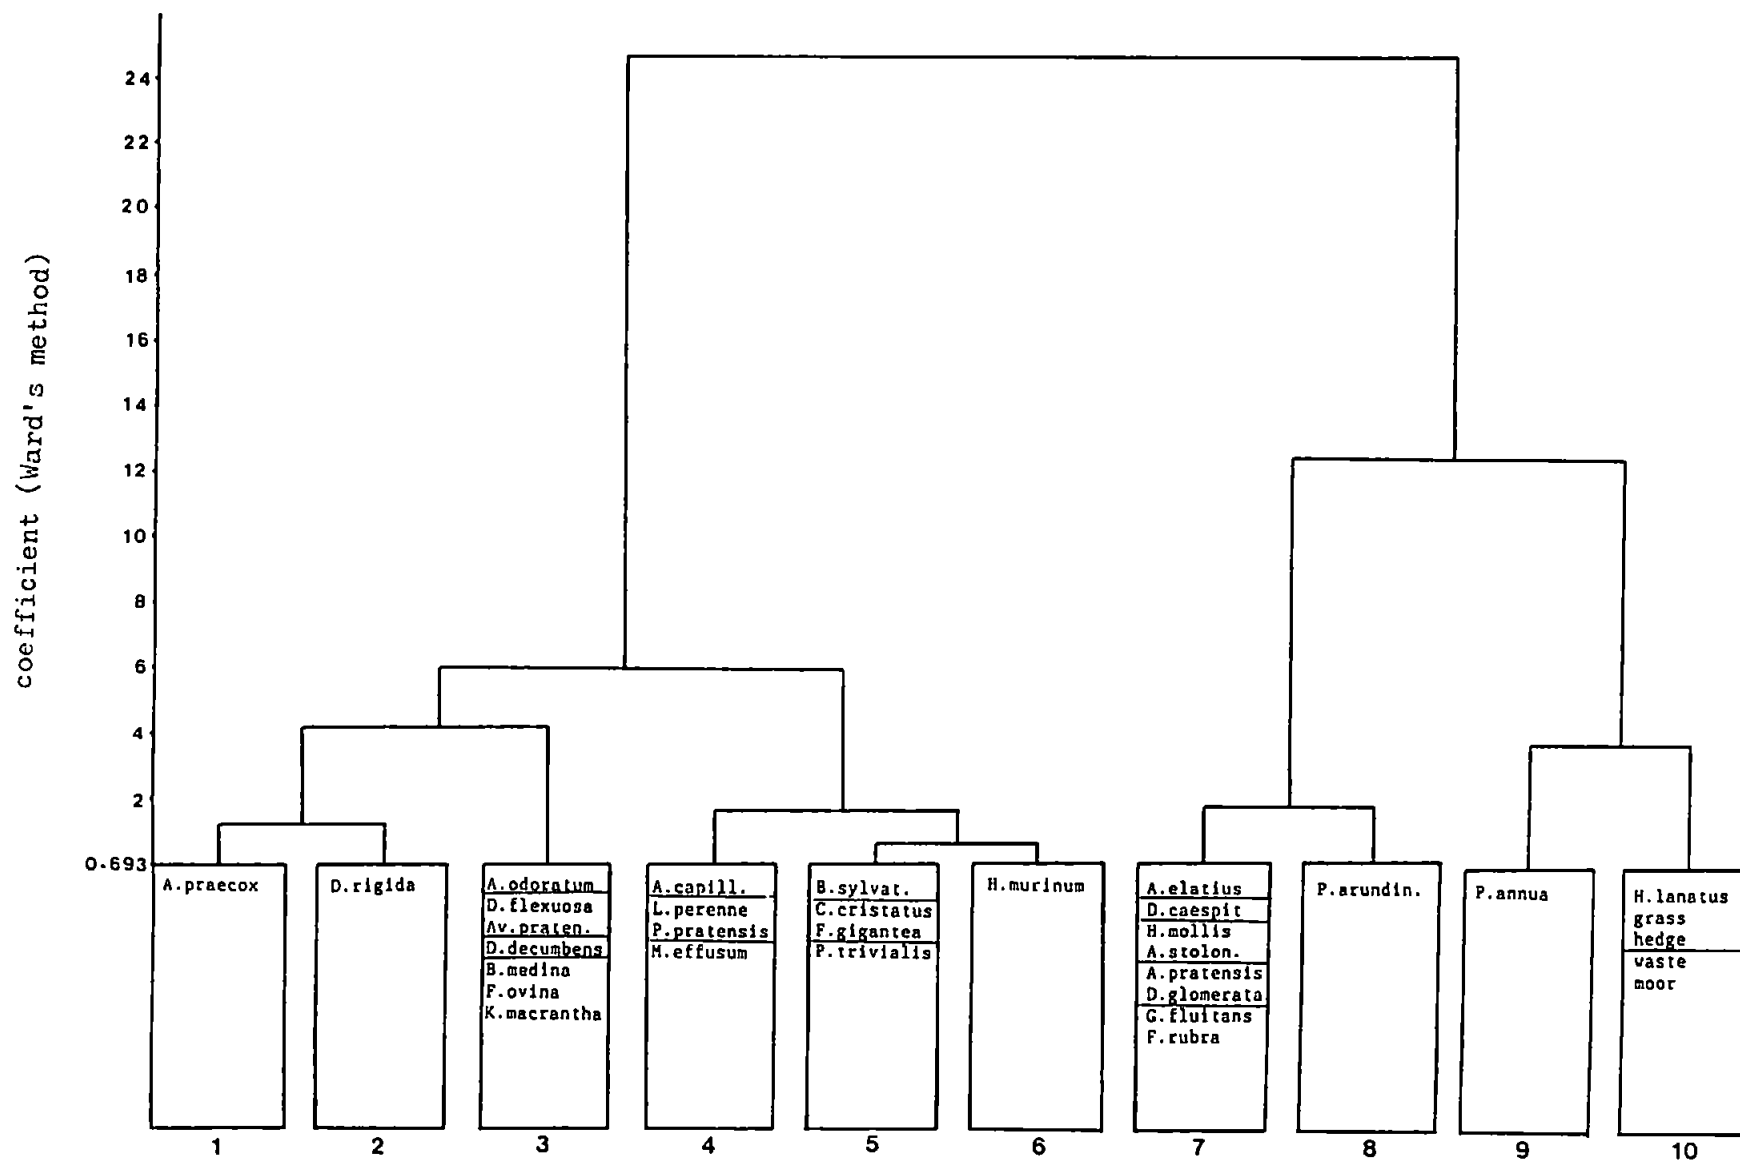 24
22
20
18
16
14
12
10
8
6
4
2
0.693
coefficient (Ward's method)
A.praecox
D.rigida
A.odoratum
D.flexuosa
Av.praten.
D.decumbens
B.medina
F.ovina
K.macrantha
A.capill.
L.perenne
P.pratensis
M.effusum
B.sylvat.
C.cristatus
F.gigantea
P.trivialis
H.murinum
A.elatius
D.caespit
H.mollis
A.stolon.
A.pratensis
D.glomerata
G.fluitans
F.rubra
P.arundin.
P.annua
H.lanatus
grass
hedge
waste
moor
1 2 3 4 5 6 7 8 9 10